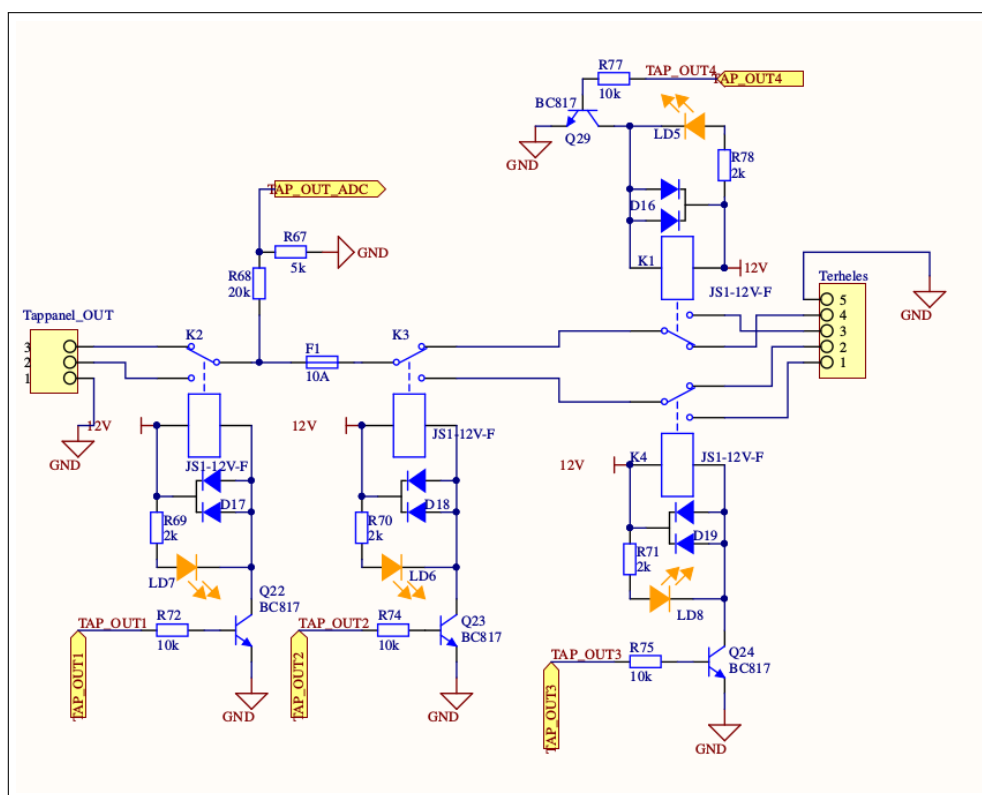 R77
TAP_OUT4
TAP_OUT4
10k
BC817
Q29
GND
LD5
R78
2k
D16
K1
12V
JS1-12V-F
TAP_OUT_ADC
R67
5k
GND
R68
20k
Tappanel_OUT
3
2
1
GND
K2
F1
10A
K3
Terheles
5
4
3
2
1
GND
12V
JS1-12V-F
D17
R69
2k
LD7
Q22
BC817
TAP_OUT1
TAP_OUT1
R72
10k
GND
12V
JS1-12V-F
D18
R70
2k
LD6
Q23
BC817
TAP_OUT2
TAP_OUT2
R74
10k
GND
12V
K4
JS1-12V-F
D19
R71
2k
LD8
Q24
BC817
TAP_OUT3
TAP_OUT3
R75
10k
GND